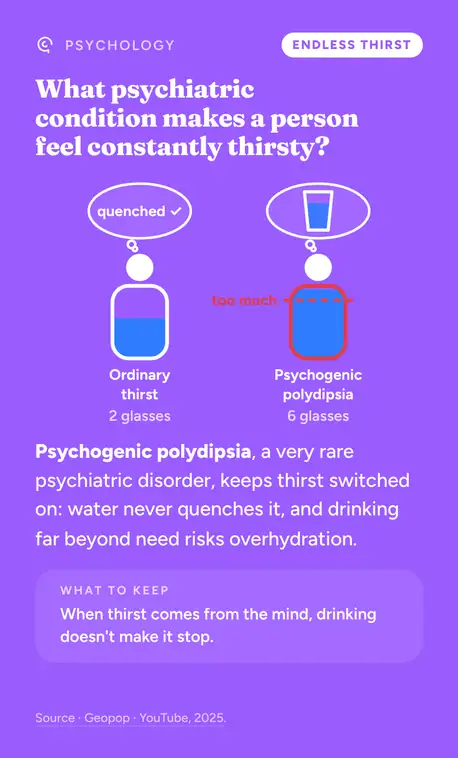 PSYCHOLOGY
ENDLESS THIRST
What psychiatric
condition makes a person
feel constantly thirsty?
quenched ✓
too much
Ordinary
thirst
2 glasses
Psychogenic
polydipsia
6 glasses
Psychogenic polydipsia, a very rare
psychiatric disorder, keeps thirst switched
on: water never quenches it, and drinking
far beyond need risks overhydration.
WHAT TO KEEP
When thirst comes from the mind, drinking
doesn't make it stop.
Source · Geopop · YouTube, 2025.